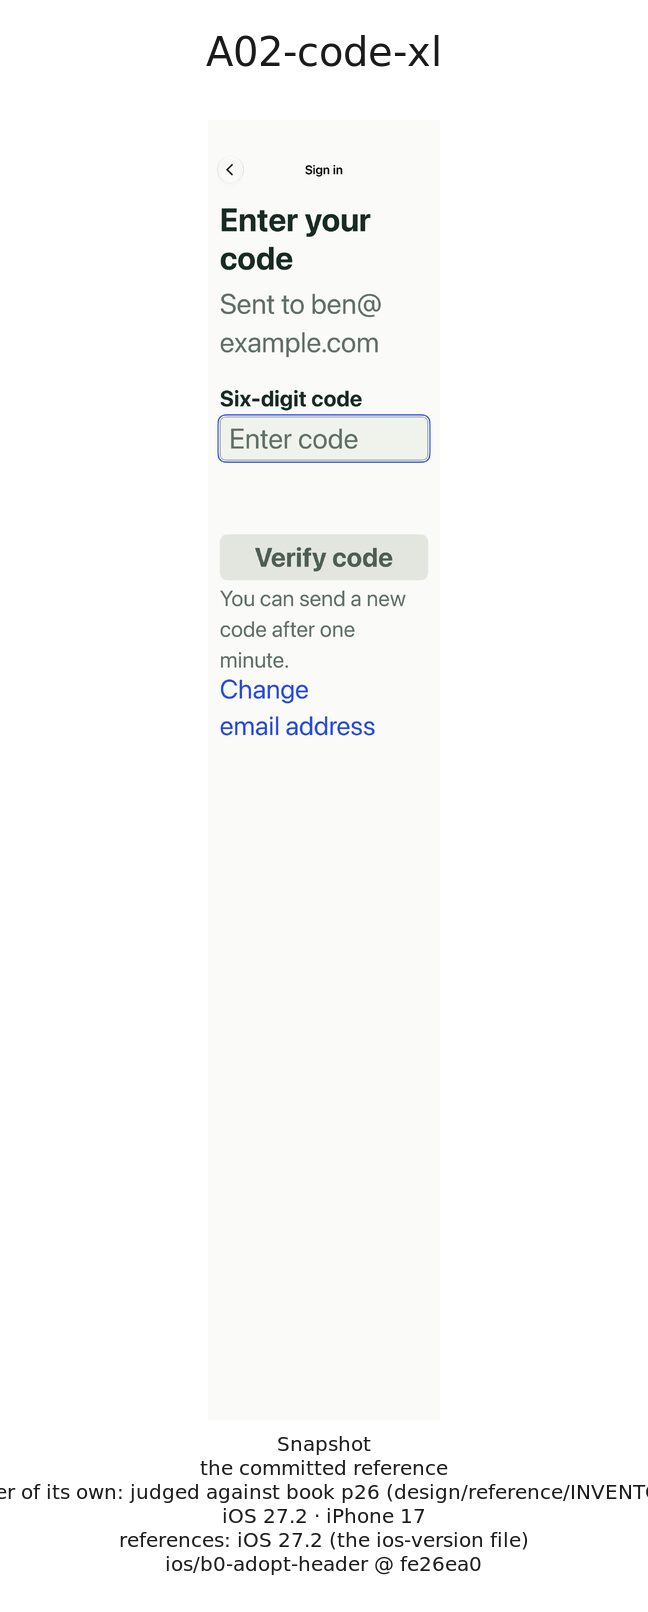 A02-code-xl
Sign in
Enter your
code
Sent to ben@
example.com
Six-digit code
Enter code
Verify code
You can send a new
code after one
minute.
Change
email address
Snapshot
the committed reference
of its own: judged against book p26 (design/reference/
iOS 27.2 · iPhone 17
references: iOS 27.2 (the ios-version file)
ios/b0-adopt-header @ fe26ea0